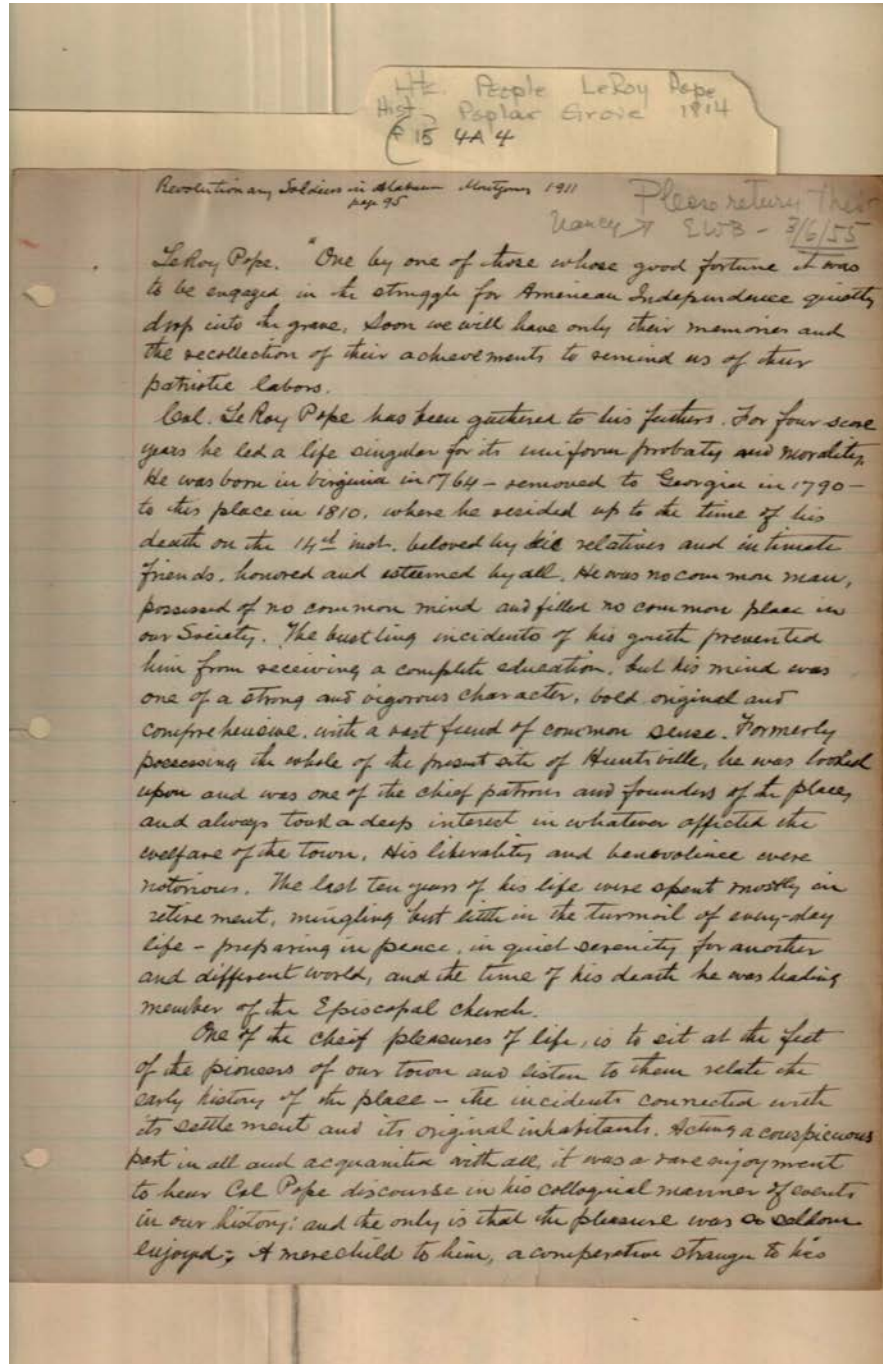 Htz. People LeRoy Pope
Hist. Poplar Grove 1814
P 15 4A 4
Revolutionary Soldiers in Alabama Montgomery 1911
page 95
Please return this
Nancy → EWB - 3/6/55
LeRoy Pope. "One by one of those whose good fortune it was
to be engaged in the struggle for American Independence quietly
drop into the grave, Soon we will have only their memories and
the recollection of their achievements to remind us of their
patriotic labors.
Col. LeRoy Pope has been gathered to his fathers. For four score
years he led a life singular for its uniform probaty and morality.
He was born in Virginia in 1764 - removed to Georgia in 1790 -
to this place in 1810, where he resided up to the time of his
death on the 14th inst. beloved by his relatives and intimate
friends, honored and esteemed by all. He was no common man,
possessed of no common mind and filled no common place in
our Society. The bustling incidents of his youth prevented
him from receiving a complete education, but his mind was
one of a strong and vigorous character, bold original and
comprehensive, with a vast fund of common sense. Formerly
possessing the whole of the present site of Huntsville, he was looked
upon and was one of the chief patrons and founders of the place,
and always took a deep interest in whatever affected the
welfare of the town. His liberality and benevolence were
notorious. The last ten years of his life were spent mostly in
retirement, mingling but little in the turmoil of every-day
life - preparing in peace, in quiet serenity for another
and different world, and the time of his death he was leading
member of the Episcopal church.
One of the cheif pleasures of life, is to sit at the feet
of the pioneers of our town and listen to them relate the
early history of the place - the incidents connected with
its settlement and its original inhabitants. Acting a conspicuous
part in all and acquanited with all, it was a rare enjoyment
to hear Col Pope discourse in his colloquial manner of events
in our history; and the only is that the pleasure was so seldom
enjoyed; A mere child to him, a comperative stranger to his